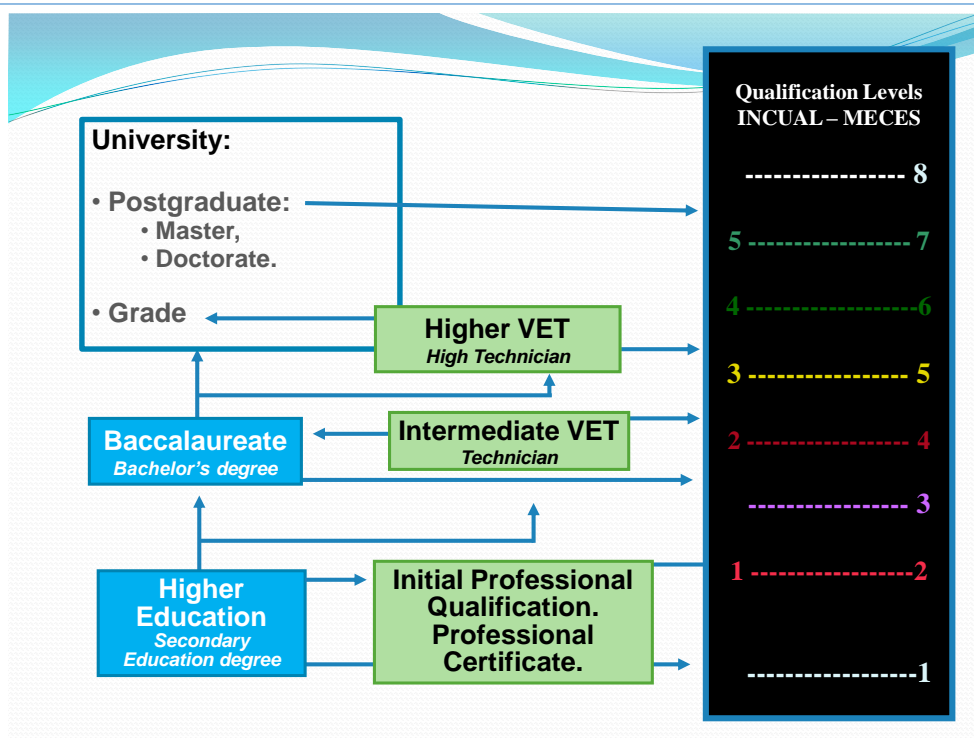 University:
• Postgraduate:
• Master,
• Doctorate.
• Grade
Higher VET
High Technician
Baccalaureate
Bachelor's degree
Intermediate VET
Technician
Higher
Education
Secondary
Education degree
Initial Professional
Qualification.
Professional
Certificate.
Qualification Levels
INCUAL – MECES
----------------- 8
5 ----------------- 7
4 -----------------6
3 ----------------- 5
2 ----------------- 4
----------------- 3
1 -----------------2
------------------1